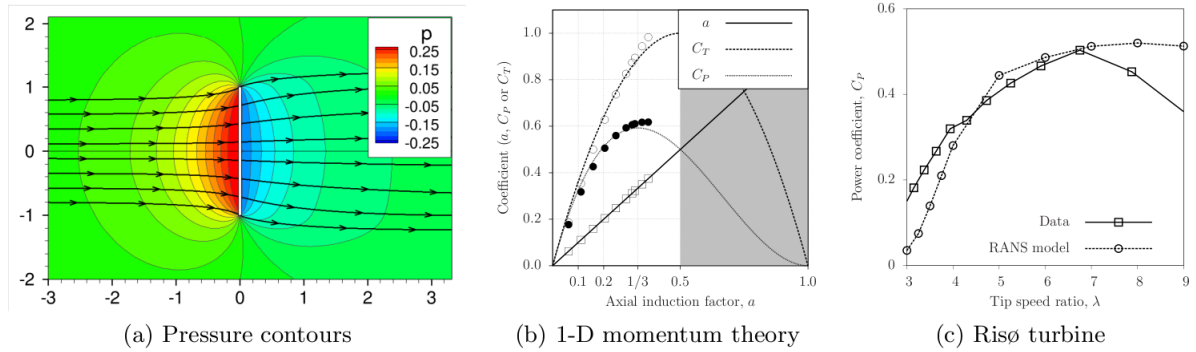 p
0.25
0.15
0.05
-0.05
-0.15
-0.25
2
1
0
-1
-2
-3 -2 -1 0 1 2 3
(a) Pressure contours
Coefficient (a, C_P or C_T)
1.0
0.8
0.6
0.4
0.2
0.0
a
C_T
C_P
0.1 0.2 1/3 0.5 1.0
Axial induction factor, a
(b) 1-D momentum theory
Power coefficient, C_P
0.6
0.4
0.2
0
Data
RANS model
3 4 5 6 7 8 9
Tip speed ratio, λ
(c) Risø turbine